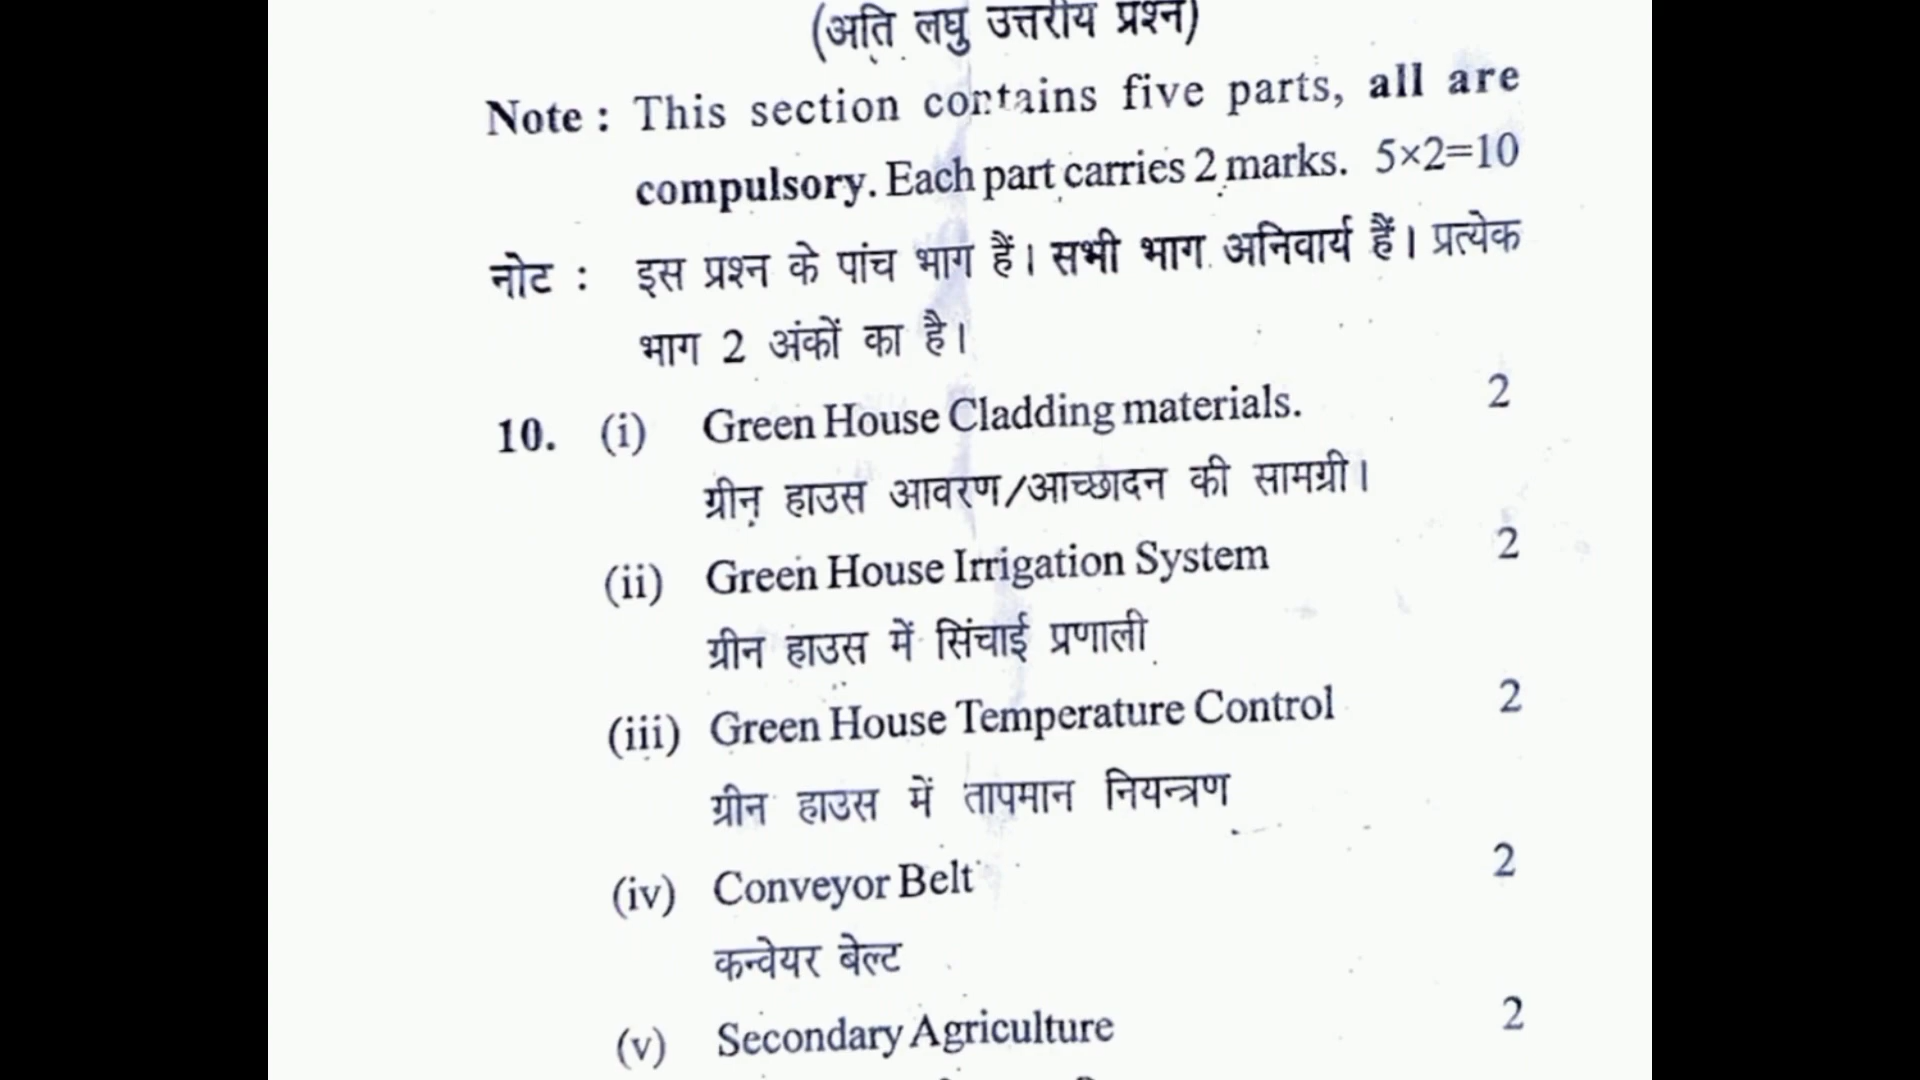 (अति लघु उत्तरीय प्रश्न)
Note : This section contains five parts, all are
compulsory. Each part carries 2 marks. 5×2=10
नोट : इस प्रश्न के पांच भाग हैं। सभी भाग अनिवार्य हैं। प्रत्येक
भाग 2 अंकों का है।
10. (i) Green House Cladding materials. 2
ग्रीन हाउस आवरण/आच्छादन की सामग्री।
(ii) Green House Irrigation System 2
ग्रीन हाउस में सिंचाई प्रणाली
(iii) Green House Temperature Control 2
ग्रीन हाउस में तापमान नियन्त्रण
(iv) Conveyor Belt 2
कन्वेयर बेल्ट
(v) Secondary Agriculture 2